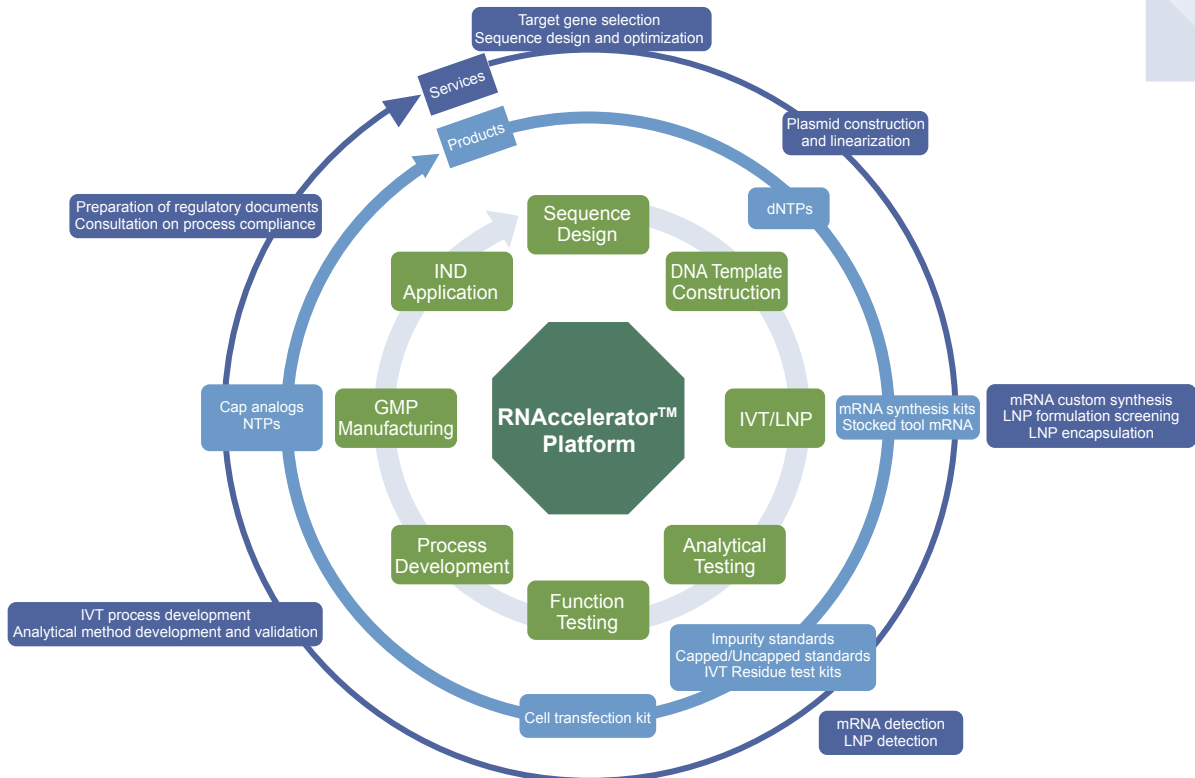 Target gene selection
Sequence design and optimization
Services
Products
Plasmid construction
and linearization
Preparation of regulatory documents
Consultation on process compliance
dNTPs
Sequence
Design
IND
Application
DNA Template
Construction
RNAccelerator™
Platform
Cap analogs
NTPs
GMP
Manufacturing
IVT/LNP
mRNA synthesis kits
Stocked tool mRNA
mRNA custom synthesis
LNP formulation screening
LNP encapsulation
Process
Development
Analytical
Testing
Function
Testing
IVT process development
Analytical method development and validation
Impurity standards
Capped/Uncapped standards
IVT Residue test kits
Cell transfection kit
mRNA detection
LNP detection